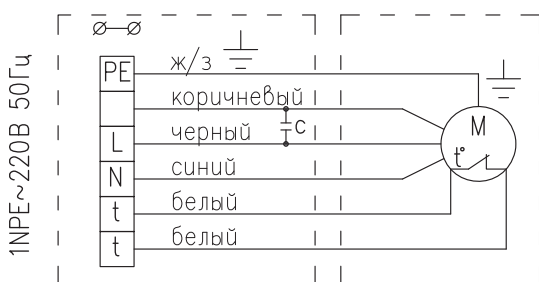 1NPE~220В 50Гц
PE ж/з
коричневый
C
L черный
N синий
t белый
t белый
M
t°